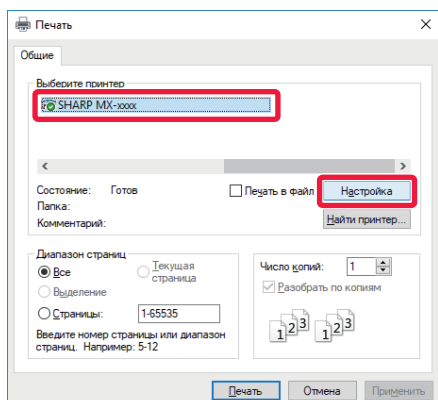 Печать
Общие
Выберите принтер
SHARP MX-xxxx
Состояние: Готов
Печать в файл
Настройка
Папка:
Комментарий:
Найти принтер...
Диапазон страниц
Все
Текущая страница
Выделение
Страницы: 1-65535
Введите номер страницы или диапазон
страниц. Например: 5-12
Число копий: 1
Разобрать по копиям
1 2 3 1 2 3
Печать Отмена Применить